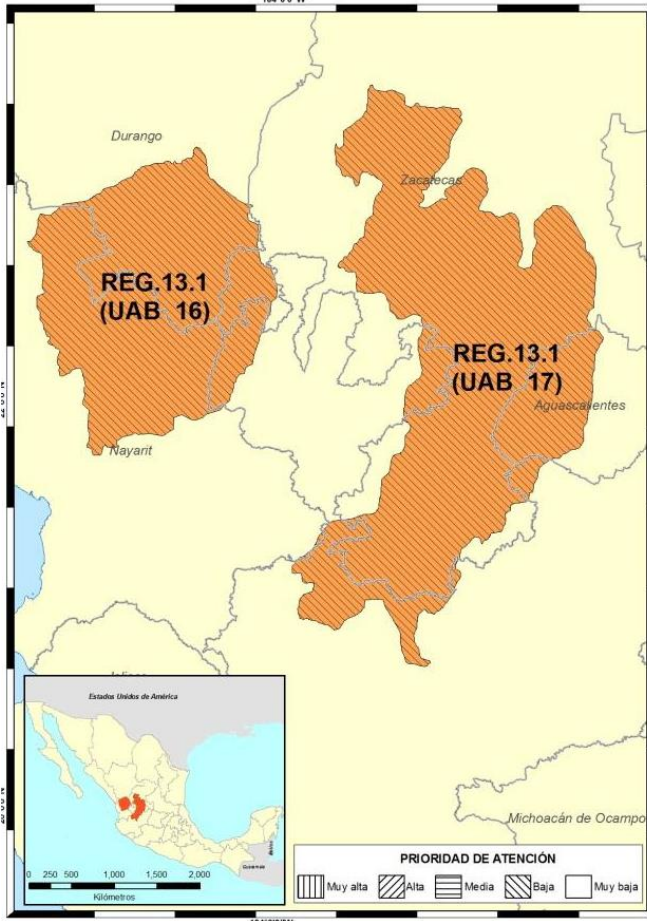 Durango
Zacatecas
REG.13.1
(UAB 16)
REG.13.1
(UAB 17)
Aguascalientes
Nayarit
Estados Unidos de América
Guatemala
0 250 500 1,000 1,500 2,000
Kilómetros
Michoacán de Ocampo
PRIORIDAD DE ATENCIÓN
Muy alta Alta Media Baja Muy baja